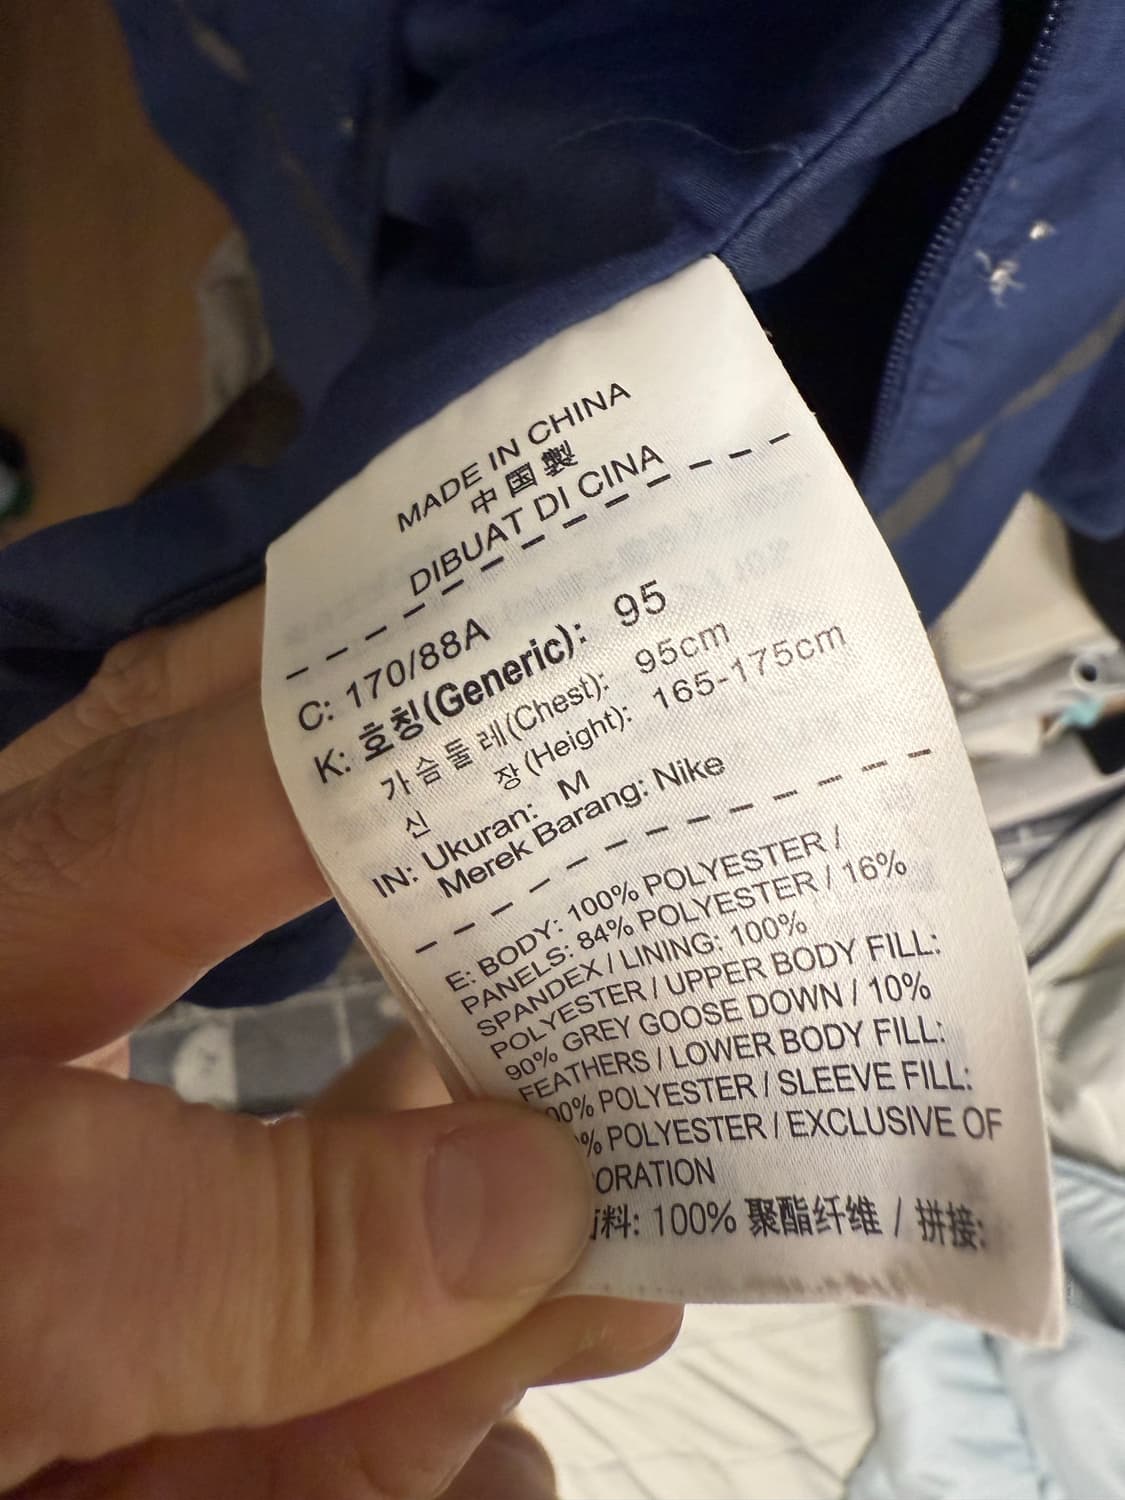 MADE IN CHINA
中国製
DIBUAT DI CINA
C: 170/88A
K: 호칭(Generic): 95
가슴둘레(Chest): 95cm
신 장(Height): 165-175cm
IN: Ukuran: M
Merek Barang: Nike
E: BODY: 100% POLYESTER /
PANELS: 84% POLYESTER / 16%
SPANDEX / LINING: 100%
POLYESTER / UPPER BODY FILL:
90% GREY GOOSE DOWN / 10%
FEATHERS / LOWER BODY FILL:
00% POLYESTER / SLEEVE FILL:
% POLYESTER / EXCLUSIVE OF
ORATION
料: 100% 聚酯纤维 / 拼接: